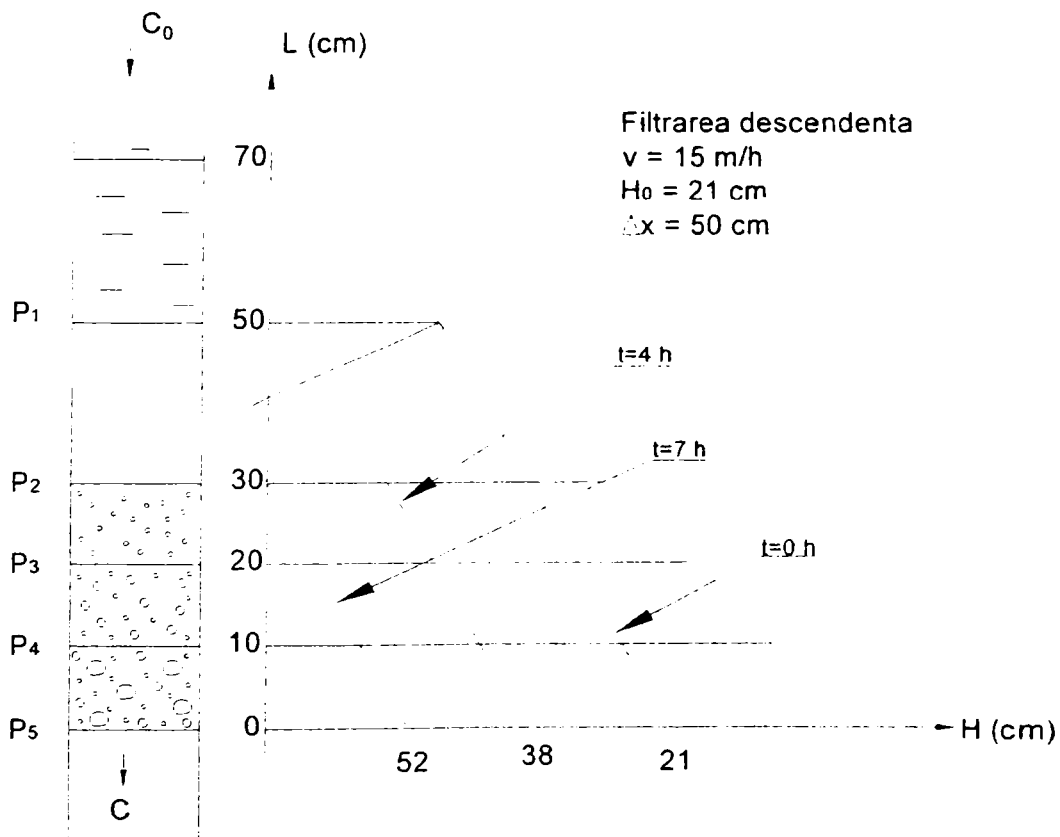 C₀
L (cm)
Filtrarea descendenta
v = 15 m/h
H₀ = 21 cm
Δx = 50 cm
70
P₁
50
t=4 h
t=7 h
P₂
30
t=0 h
P₃
20
P₄
10
P₅
0
H (cm)
52
38
21
C